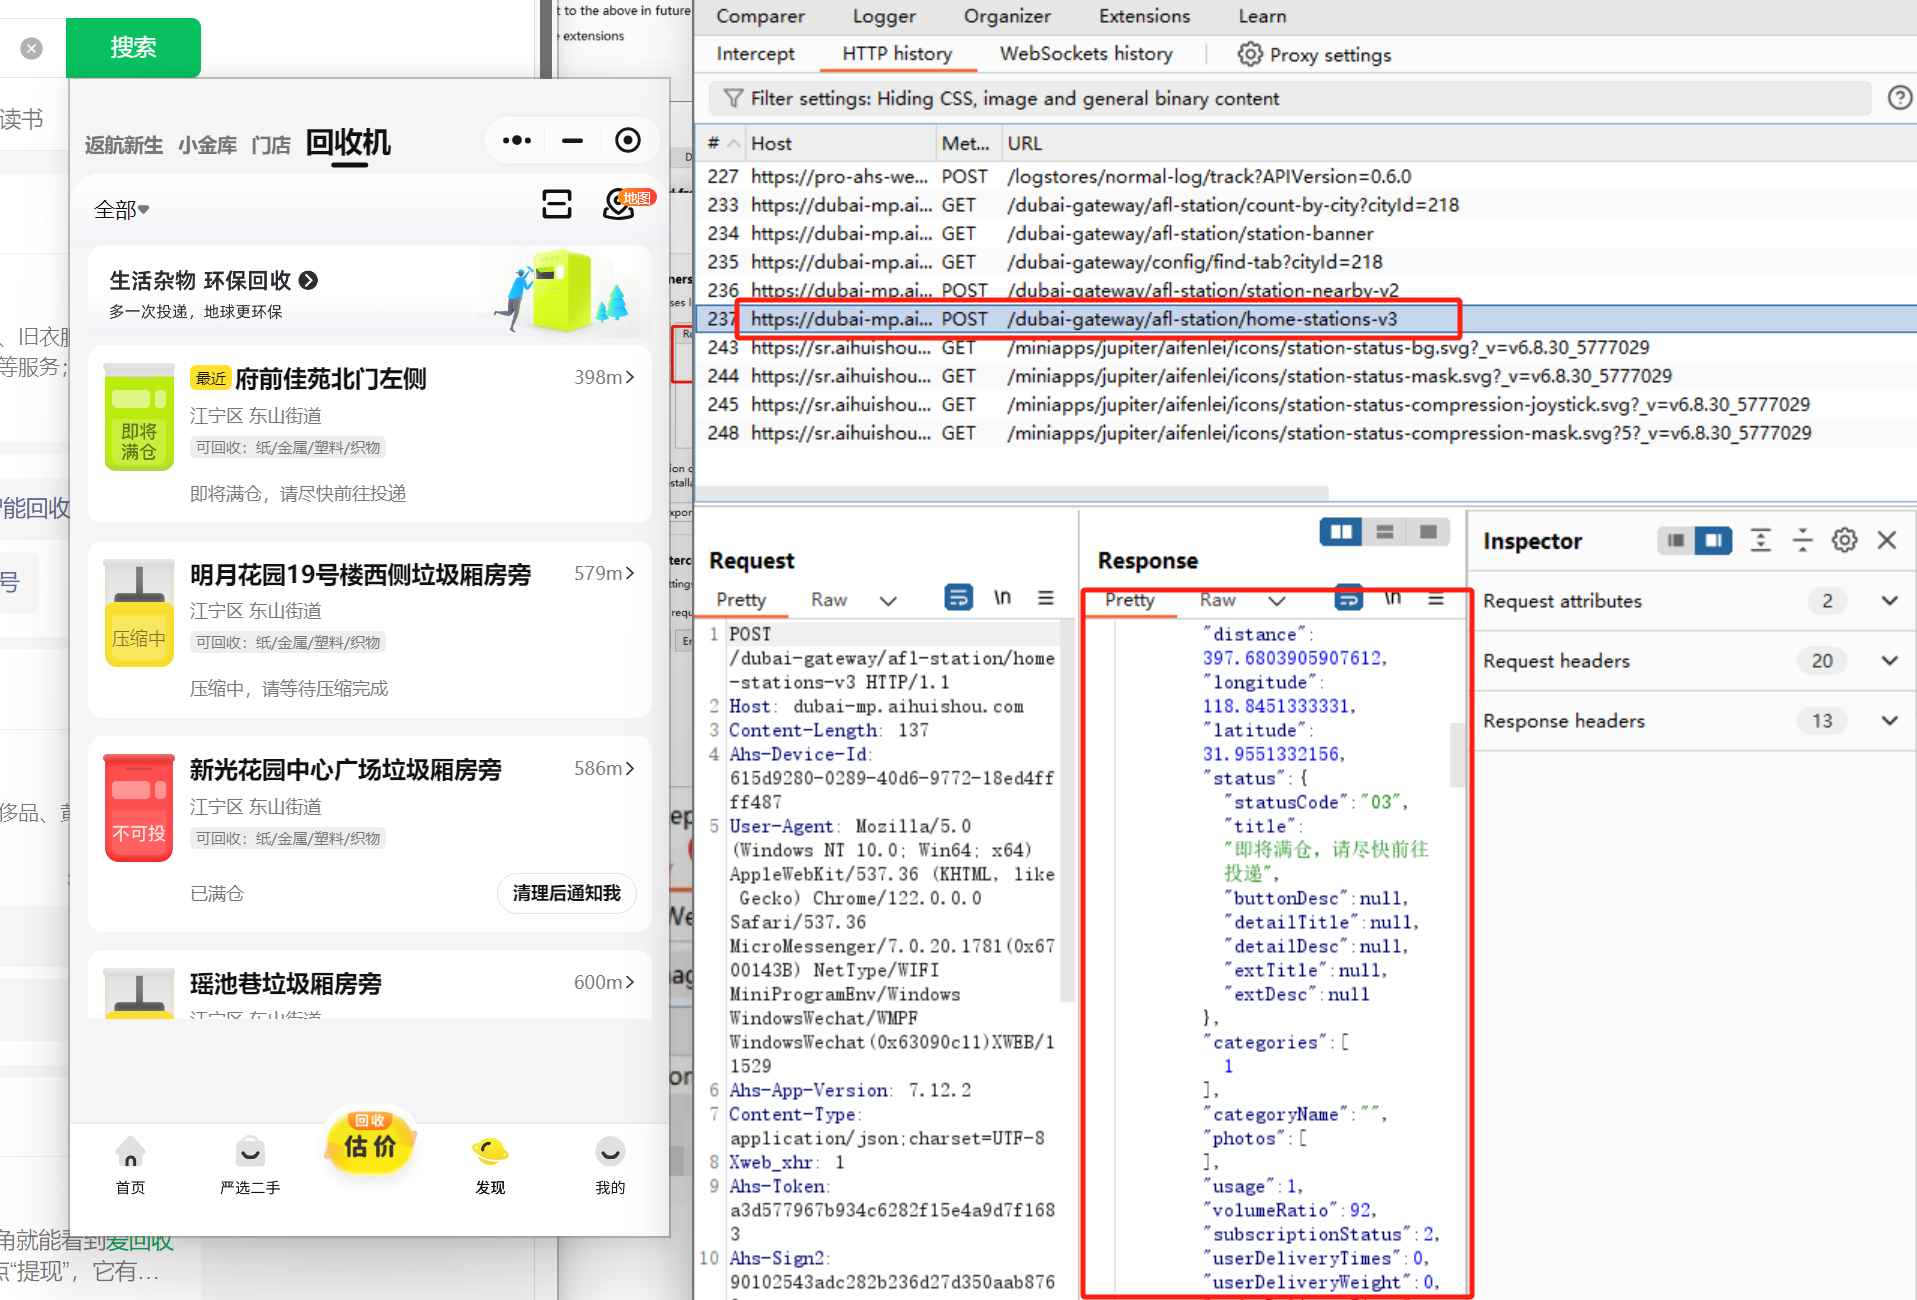 搜索
读书
、旧衣服
等服务；
能回收
号
侈品、黄
角就能看到爱回收
点“提现”，它有…
返航新生 小金库 门店 回收机
全部
地图
生活杂物 环保回收
多一次投递，地球更环保
即将
满仓
最近 府前佳苑北门左侧 398m
江宁区 东山街道
可回收：纸/金属/塑料/织物
即将满仓，请尽快前往投递
压缩中
明月花园19号楼西侧垃圾厢房旁 579m
江宁区 东山街道
可回收：纸/金属/塑料/织物
压缩中，请等待压缩完成
不可投
新光花园中心广场垃圾厢房旁 586m
江宁区 东山街道
可回收：纸/金属/塑料/织物
已满仓 清理后通知我
瑶池巷垃圾厢房旁 600m
江宁区 东山街道
回收
估价
首页 严选二手 发现 我的
t to the above in future
extensions
Comparer Logger Organizer Extensions Learn
Intercept HTTP history WebSockets history Proxy settings
Filter settings: Hiding CSS, image and general binary content
# Host Met... URL
227 https://pro-ahs-we... POST /logstores/normal-log/track?APIVersion=0.6.0
233 https://dubai-mp.ai... GET /dubai-gateway/afl-station/count-by-city?cityId=218
234 https://dubai-mp.ai... GET /dubai-gateway/afl-station/station-banner
235 https://dubai-mp.ai... GET /dubai-gateway/config/find-tab?cityId=218
236 https://dubai-mp.ai... POST /dubai-gateway/afl-station/station-nearby-v2
237 https://dubai-mp.ai... POST /dubai-gateway/afl-station/home-stations-v3
243 https://sr.aihuishou... GET /miniapps/jupiter/aifenlei/icons/station-status-bg.svg?_v=v6.8.30_5777029
244 https://sr.aihuishou... GET /miniapps/jupiter/aifenlei/icons/station-status-mask.svg?_v=v6.8.30_5777029
245 https://sr.aihuishou... GET /miniapps/jupiter/aifenlei/icons/station-status-compression-joystick.svg?_v=v6.8.30_5777029
248 https://sr.aihuishou... GET /miniapps/jupiter/aifenlei/icons/station-status-compression-mask.svg?5?_v=v6.8.30_5777029
Request
Pretty Raw \n
1 POST
/dubai-gateway/afl-station/home
-stations-v3 HTTP/1.1
2 Host: dubai-mp.aihuishou.com
3 Content-Length: 137
4 Ahs-Device-Id:
615d9280-0289-40d6-9772-18ed4ff
ff487
5 User-Agent: Mozilla/5.0
(Windows NT 10.0; Win64; x64)
AppleWebKit/537.36 (KHTML, like
Gecko) Chrome/122.0.0.0
Safari/537.36
MicroMessenger/7.0.20.1781(0x67
00143B) NetType/WIFI
MiniProgramEnv/Windows
WindowsWechat/WMPF
WindowsWechat(0x63090c11)XWEB/1
1529
6 Ahs-App-Version: 7.12.2
7 Content-Type:
application/json;charset=UTF-8
8 Xweb_xhr: 1
9 Ahs-Token:
a3d577967b934c6282f15e4a9d7f168
3
10 Ahs-Sign2:
90102543adc282b236d27d350aab876
Response
Pretty Raw \n
"distance":
397.6803905907612,
"longitude":
118.8451333331,
"latitude":
31.9551332156,
"status":{
"statusCode":"03",
"title":
"即将满仓，请尽快前往
投递",
"buttonDesc":null,
"detailTitle":null,
"detailDesc":null,
"extTitle":null,
"extDesc":null
},
"categories":[
1
],
"categoryName":"",
"photos":[
],
"usage":1,
"volumeRatio":92,
"subscriptionStatus":2,
"userDeliveryTimes":0,
"userDeliveryWeight":0,
Inspector
Request attributes 2
Request headers 20
Response headers 13